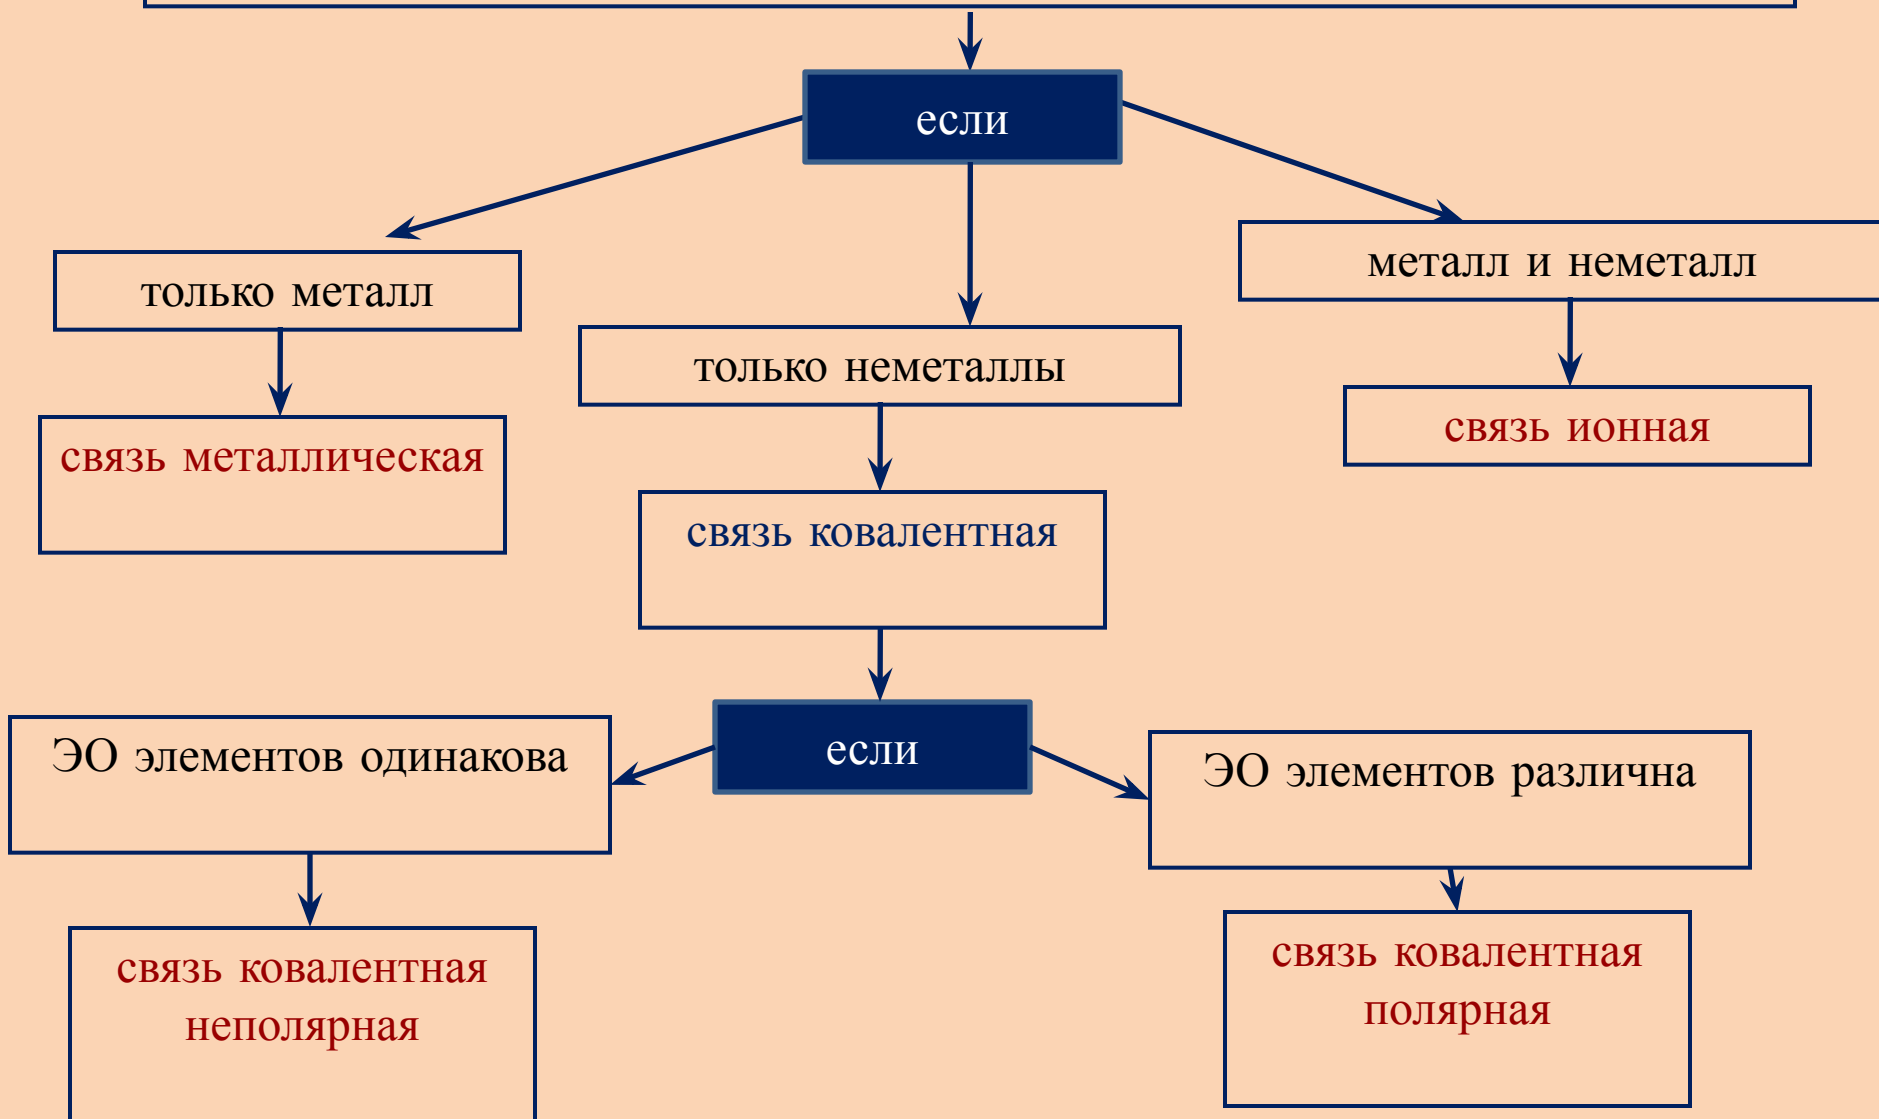 если
только металл
металл и неметалл
только неметаллы
связь металлическая
связь ионная
связь ковалентная
если
ЭО элементов одинакова
ЭО элементов различна
связь ковалентная
неполярная
связь ковалентная
полярная